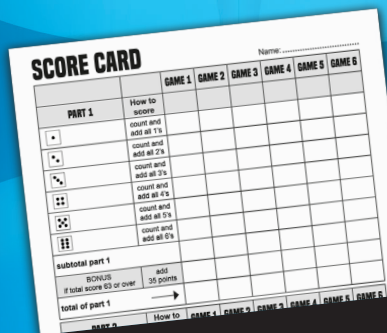 SCORE CARD
Name: ....................
GAME 1 GAME 2 GAME 3 GAME 4 GAME 5 GAME 6
PART 1
How to
score
count and
add all 1's
count and
add all 2's
count and
add all 3's
count and
add all 4's
count and
add all 5's
count and
add all 6's
subtotal part 1
BONUS
if total score 63 or over
add
35 points
total of part 1
PART 2
How to
GAME 1 GAME 2 GAME 3 GAME 4 GAME 5 GAME 6